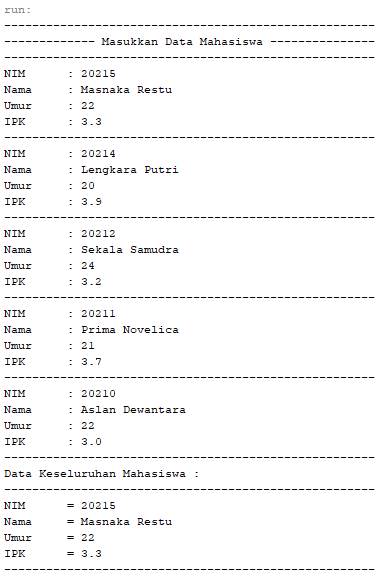 run:
-----------------------------------------------------
------------- Masukkan Data Mahasiswa ---------------
-----------------------------------------------------
NIM      : 20215
Nama     : Masnaka Restu
Umur     : 22
IPK      : 3.3
-----------------------------------------------------
NIM      : 20214
Nama     : Lengkara Putri
Umur     : 20
IPK      : 3.9
-----------------------------------------------------
NIM      : 20212
Nama     : Sekala Samudra
Umur     : 24
IPK      : 3.2
-----------------------------------------------------
NIM      : 20211
Nama     : Prima Novelica
Umur     : 21
IPK      : 3.7
-----------------------------------------------------
NIM      : 20210
Nama     : Aslan Dewantara
Umur     : 22
IPK      : 3.0
-----------------------------------------------------
Data Keseluruhan Mahasiswa :
-----------------------------------------------------
NIM      = 20215
Nama     = Masnaka Restu
Umur     = 22
IPK      = 3.3
-----------------------------------------------------